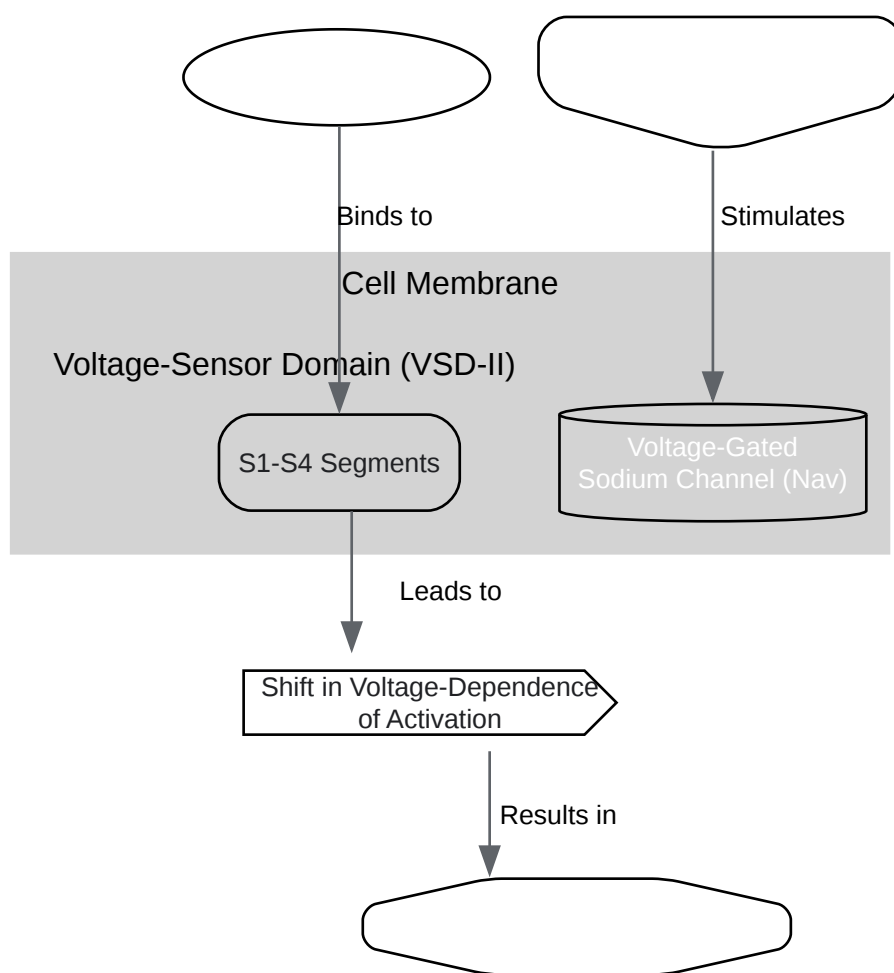 Binds to
Stimulates
Cell Membrane
Voltage-Sensor Domain (VSD-II)
S1-S4 Segments
Voltage-Gated
Sodium Channel (Nav)
Leads to
Shift in Voltage-Dependence
of Activation
Results in